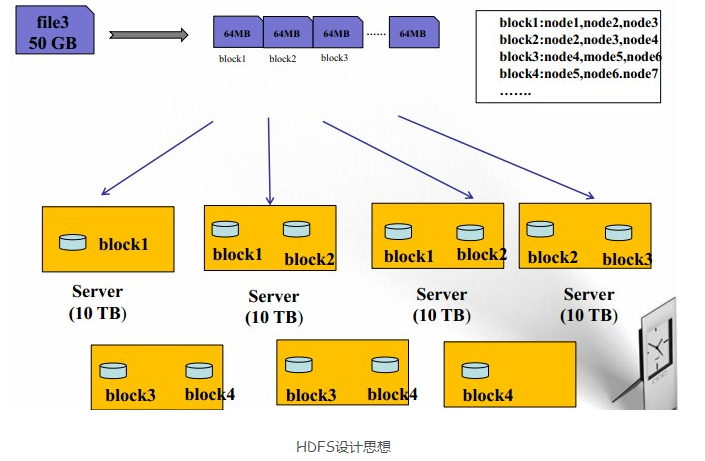 file3
50 GB
64MB 64MB 64MB ...... 64MB
block1 block2 block3
block1:node1,node2,node3
block2:node2,node3,node4
block3:node4,mode5,node6
block4:node5,node6.node7
.......
block1
block1 block2
block1 block2
block2 block3
Server
(10 TB)
Server
(10 TB)
Server
(10 TB)
Server
(10 TB)
block3 block4
block3 block4
block4
HDFS设计思想